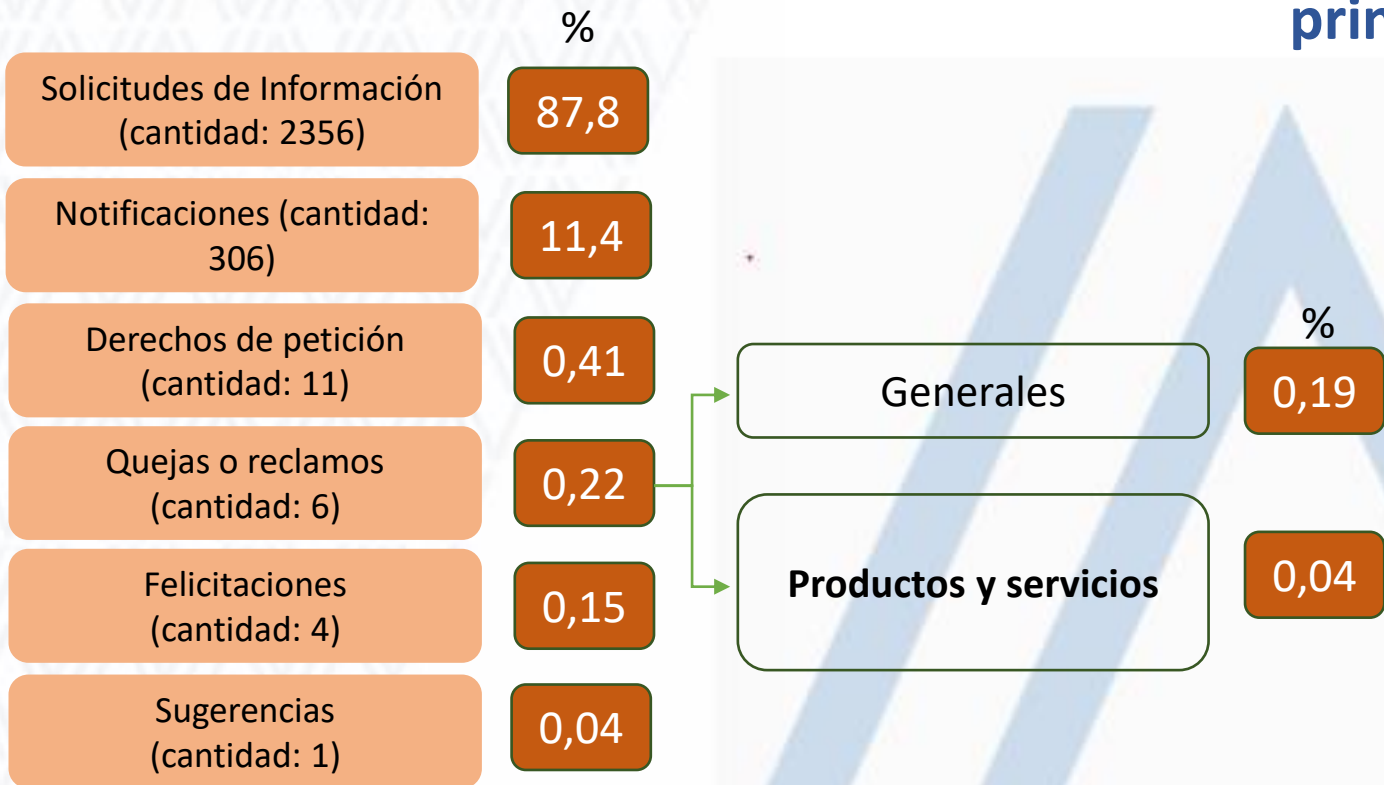 prin
%
Solicitudes de Información
(cantidad: 2356)
87,8
Notificaciones (cantidad:
306)
11,4
Derechos de petición
(cantidad: 11)
0,41
Quejas o reclamos
(cantidad: 6)
0,22
Felicitaciones
(cantidad: 4)
0,15
Sugerencias
(cantidad: 1)
0,04
%
Generales
0,19
Productos y servicios
0,04